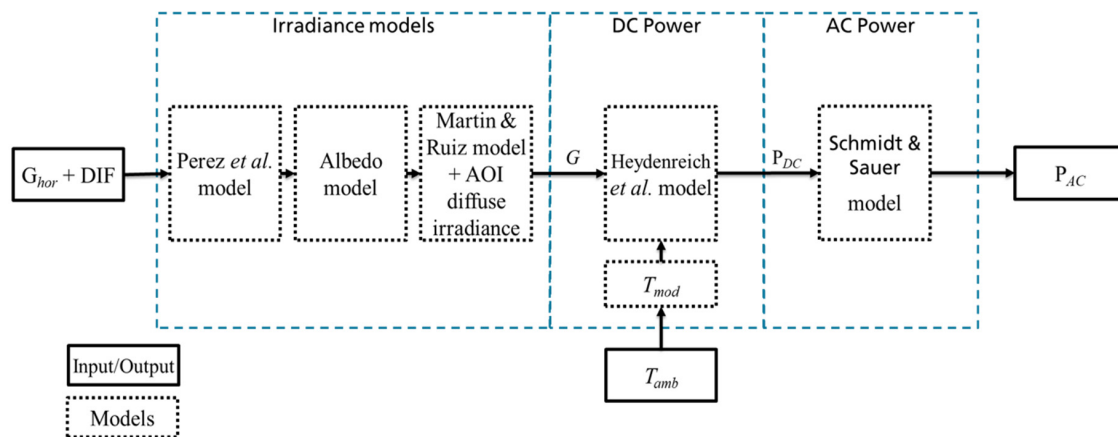 Irradiance models
DC Power
AC Power
G_hor + DIF
Perez et al.
model
Albedo
model
Martin &
Ruiz model
+ AOI
diffuse
irradiance
G
Heydenreich
et al. model
P_DC
Schmidt &
Sauer
model
P_AC
T_mod
T_amb
Input/Output
Models